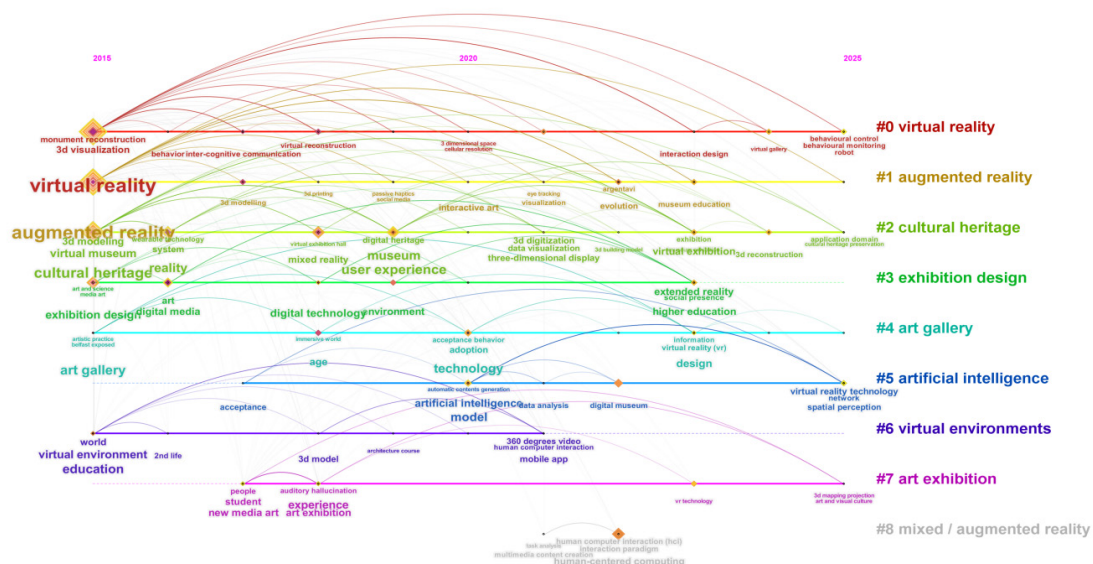 2015
2020
2025
#0 virtual reality
monument reconstruction
3d visualization
behavior inter-cognitive communication
virtual reconstruction
3 dimensional space
cellular resolution
interaction design
virtual gallery
behavioural control
behavioural monitoring
robot
#1 augmented reality
virtual reality
3d modelling
3d printing
passive haptics
social media
interactive art
eye tracking
visualization
argentavi
evolution
museum education
#2 cultural heritage
augmented reality
3d modeling
virtual museum
cultural heritage
wearable technology
system
reality
virtual exhibition hall
mixed reality
digital heritage
museum
user experience
3d digitization
data visualization
three-dimensional display
3d building model
exhibition
virtual exhibition
3d reconstruction
application domain
cultural heritage preservation
#3 exhibition design
art and science
media art
exhibition design
art
digital media
digital technology
environment
extended reality
social presence
higher education
#4 art gallery
artistic practice
belfast exposed
art gallery
immersive world
age
acceptance behavior
adoption
technology
information
virtual reality (vr)
design
#5 artificial intelligence
acceptance
automatic contents generation
artificial intelligence
model
data analysis
digital museum
virtual reality technology
network
spatial perception
#6 virtual environments
world
virtual environment
education
2nd life
3d model
architecture course
360 degrees video
human computer interaction
mobile app
#7 art exhibition
people
student
new media art
auditory hallucination
experience
art exhibition
vr technology
3d mapping projection
art and visual culture
#8 mixed / augmented reality
task analysis
multimedia content creation
human computer interaction (hci)
interaction paradigm
human-centered computing